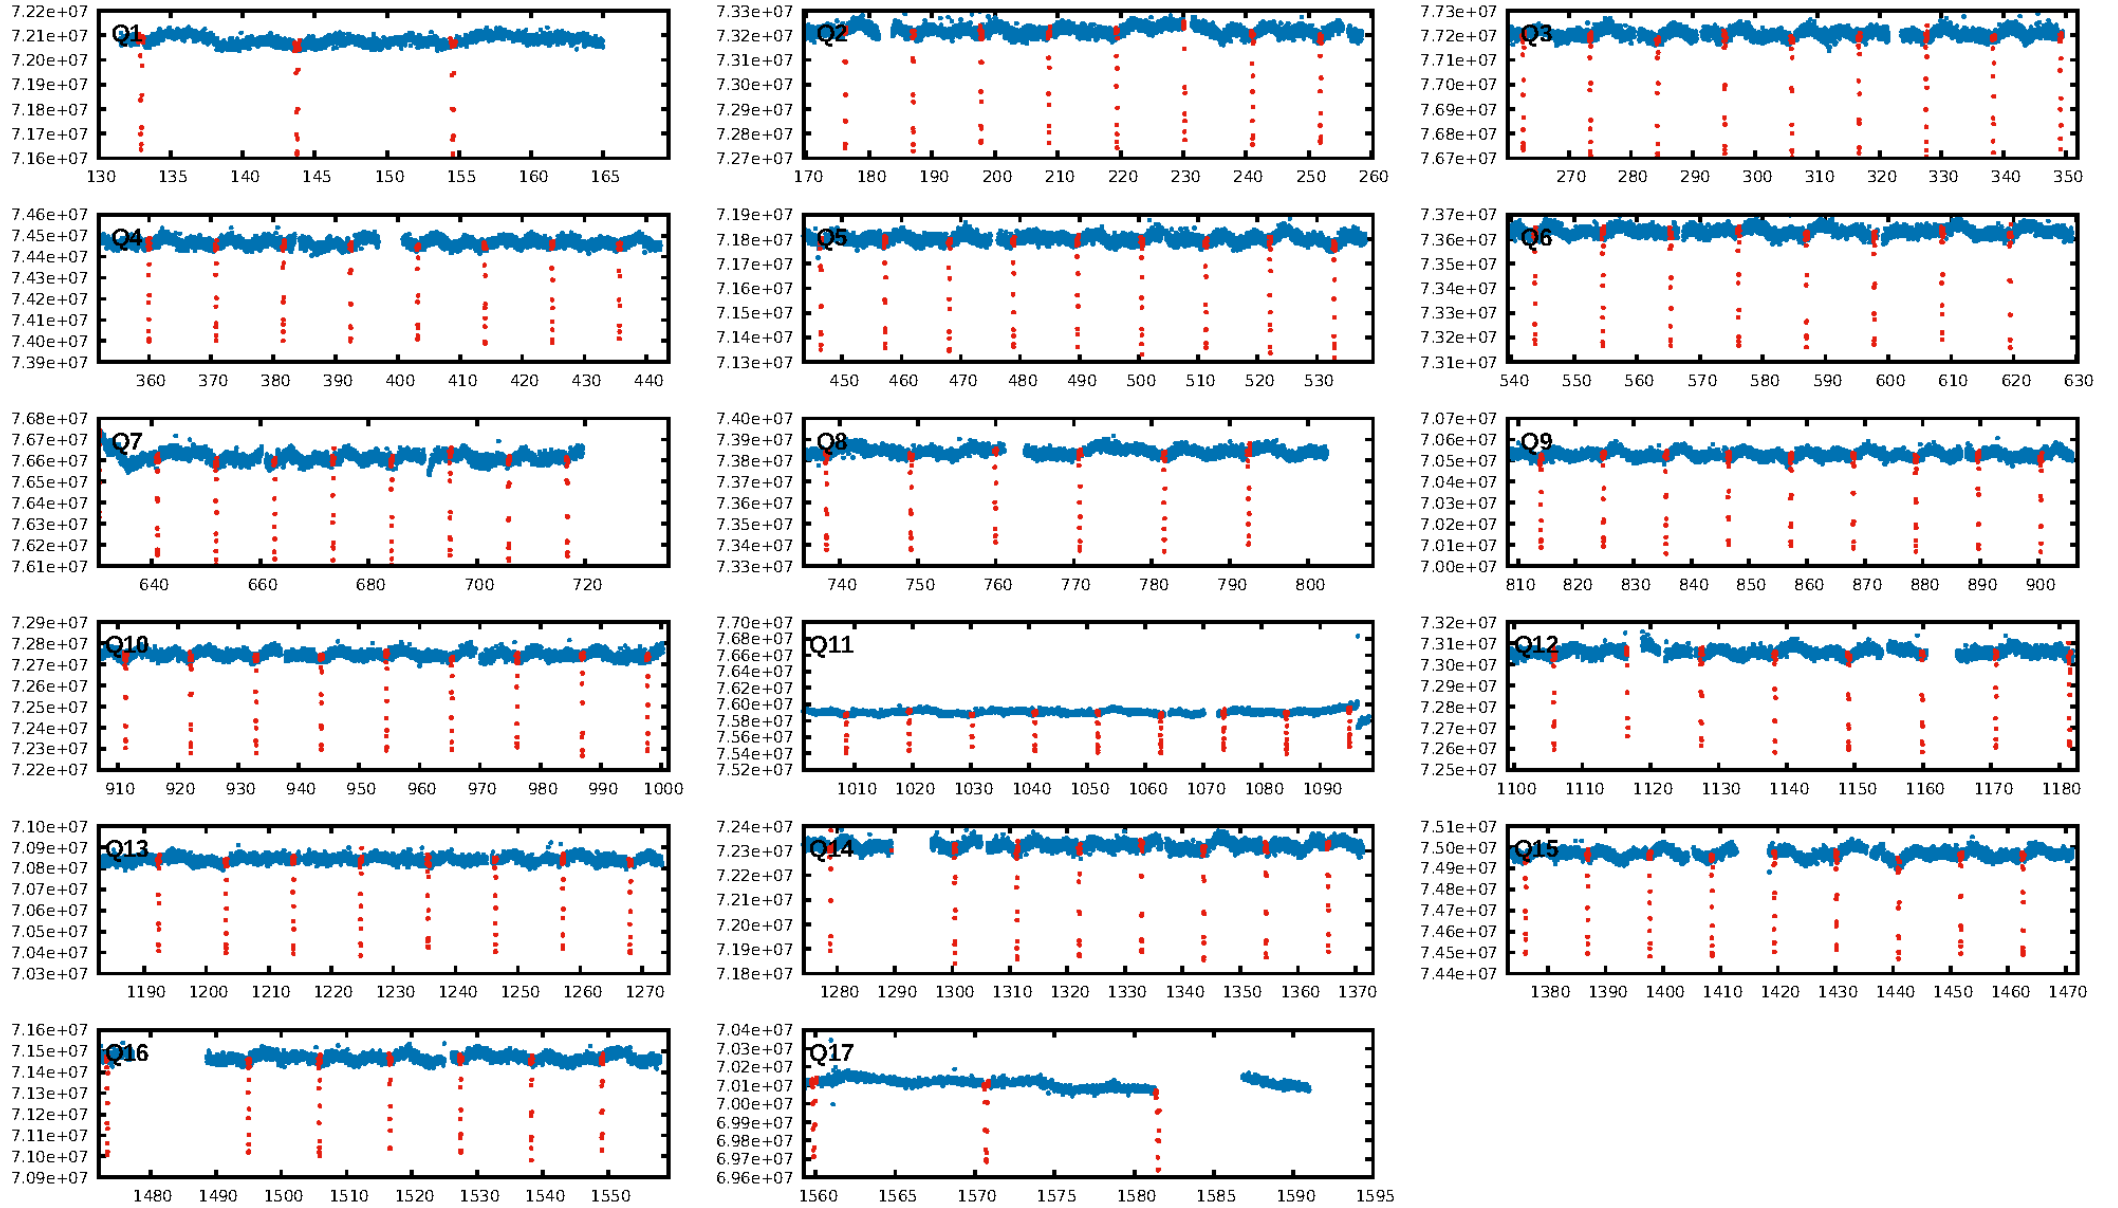 7.22e+07
7.21e+07
7.20e+07
7.19e+07
7.18e+07
7.17e+07
7.16e+07
Q1
130 135 140 145 150 155 160 165
7.33e+07
7.32e+07
7.31e+07
7.30e+07
7.29e+07
7.28e+07
7.27e+07
Q2
170 180 190 200 210 220 230 240 250 260
7.73e+07
7.72e+07
7.71e+07
7.70e+07
7.69e+07
7.68e+07
7.67e+07
Q3
270 280 290 300 310 320 330 340 350
7.46e+07
7.45e+07
7.44e+07
7.43e+07
7.42e+07
7.41e+07
7.40e+07
7.39e+07
Q4
360 370 380 390 400 410 420 430 440
7.19e+07
7.18e+07
7.17e+07
7.16e+07
7.15e+07
7.14e+07
7.13e+07
Q5
450 460 470 480 490 500 510 520 530
7.37e+07
7.36e+07
7.35e+07
7.34e+07
7.33e+07
7.32e+07
7.31e+07
Q6
540 550 560 570 580 590 600 610 620 630
7.68e+07
7.67e+07
7.66e+07
7.65e+07
7.64e+07
7.63e+07
7.62e+07
7.61e+07
Q7
640 660 680 700 720
7.40e+07
7.39e+07
7.38e+07
7.37e+07
7.36e+07
7.35e+07
7.34e+07
7.33e+07
Q8
740 750 760 770 780 790 800
7.07e+07
7.06e+07
7.05e+07
7.04e+07
7.03e+07
7.02e+07
7.01e+07
7.00e+07
Q9
810 820 830 840 850 860 870 880 890 900
7.29e+07
7.28e+07
7.27e+07
7.26e+07
7.25e+07
7.24e+07
7.23e+07
7.22e+07
Q10
910 920 930 940 950 960 970 980 990 1000
7.70e+07
7.68e+07
7.66e+07
7.64e+07
7.62e+07
7.60e+07
7.58e+07
7.56e+07
7.54e+07
7.52e+07
Q11
1010 1020 1030 1040 1050 1060 1070 1080 1090
7.32e+07
7.31e+07
7.30e+07
7.29e+07
7.28e+07
7.27e+07
7.26e+07
7.25e+07
Q12
1100 1110 1120 1130 1140 1150 1160 1170 1180
7.10e+07
7.09e+07
7.08e+07
7.07e+07
7.06e+07
7.05e+07
7.04e+07
7.03e+07
Q13
1190 1200 1210 1220 1230 1240 1250 1260 1270
7.24e+07
7.23e+07
7.22e+07
7.21e+07
7.20e+07
7.19e+07
7.18e+07
Q14
1280 1290 1300 1310 1320 1330 1340 1350 1360 1370
7.51e+07
7.50e+07
7.49e+07
7.48e+07
7.47e+07
7.46e+07
7.45e+07
7.44e+07
Q15
1380 1390 1400 1410 1420 1430 1440 1450 1460 1470
7.16e+07
7.15e+07
7.14e+07
7.13e+07
7.12e+07
7.11e+07
7.10e+07
7.09e+07
Q16
1480 1490 1500 1510 1520 1530 1540 1550
7.04e+07
7.03e+07
7.02e+07
7.01e+07
7.00e+07
6.99e+07
6.98e+07
6.97e+07
6.96e+07
Q17
1560 1565 1570 1575 1580 1585 1590 1595